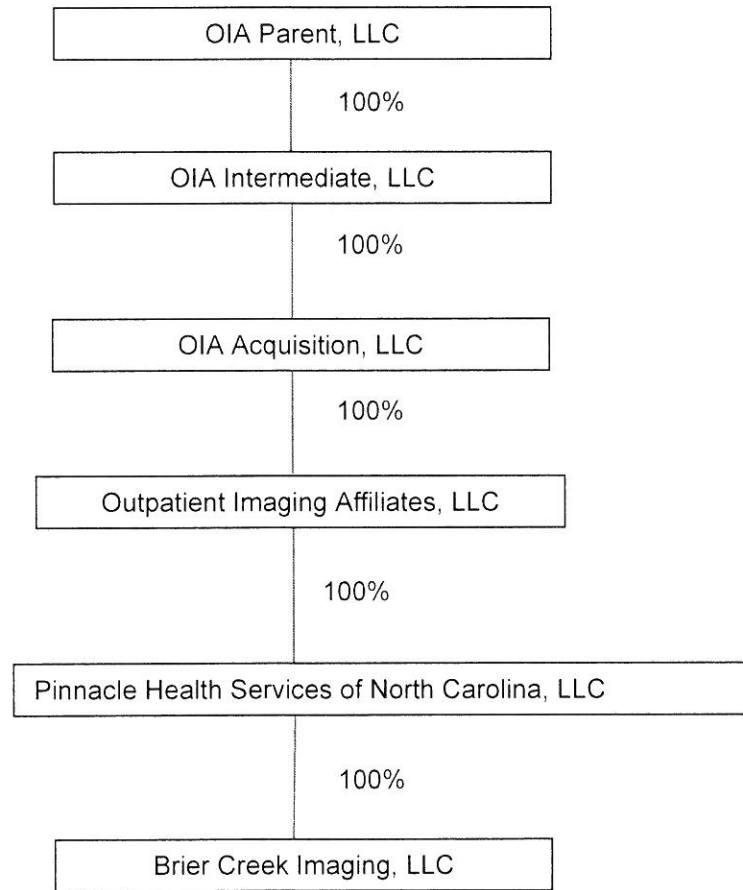 OIA Parent, LLC
100%
OIA Intermediate, LLC
100%
OIA Acquisition, LLC
100%
Outpatient Imaging Affiliates, LLC
100%
Pinnacle Health Services of North Carolina, LLC
100%
Brier Creek Imaging, LLC